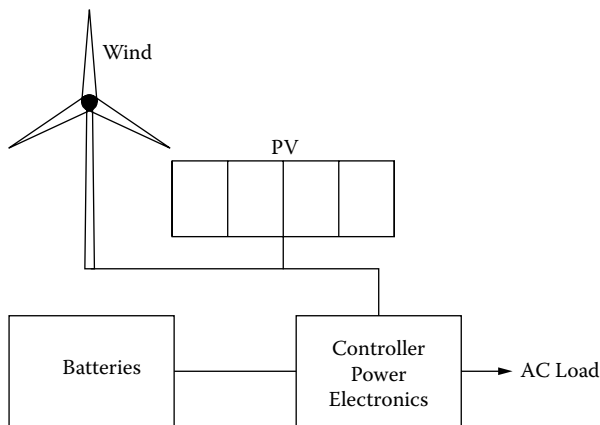 Wind
PV
Batteries
Controller
Power
Electronics
AC Load